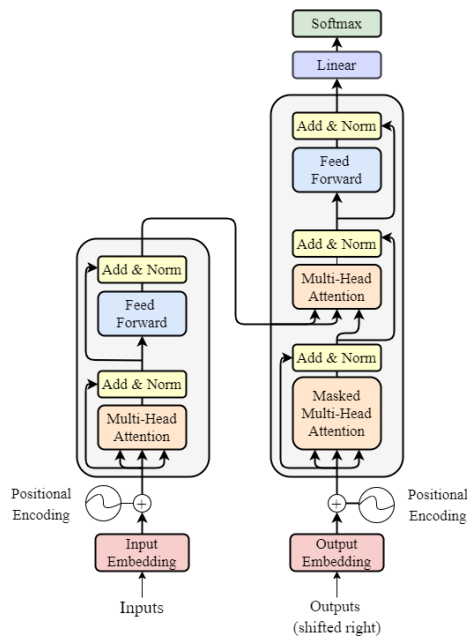 Softmax
Linear
Add & Norm
Feed
Forward
Add & Norm
Multi-Head
Attention
Add & Norm
Masked
Multi-Head
Attention
Positional
Encoding
Output
Embedding
Outputs
(shifted right)
Add & Norm
Feed
Forward
Add & Norm
Multi-Head
Attention
Positional
Encoding
Input
Embedding
Inputs